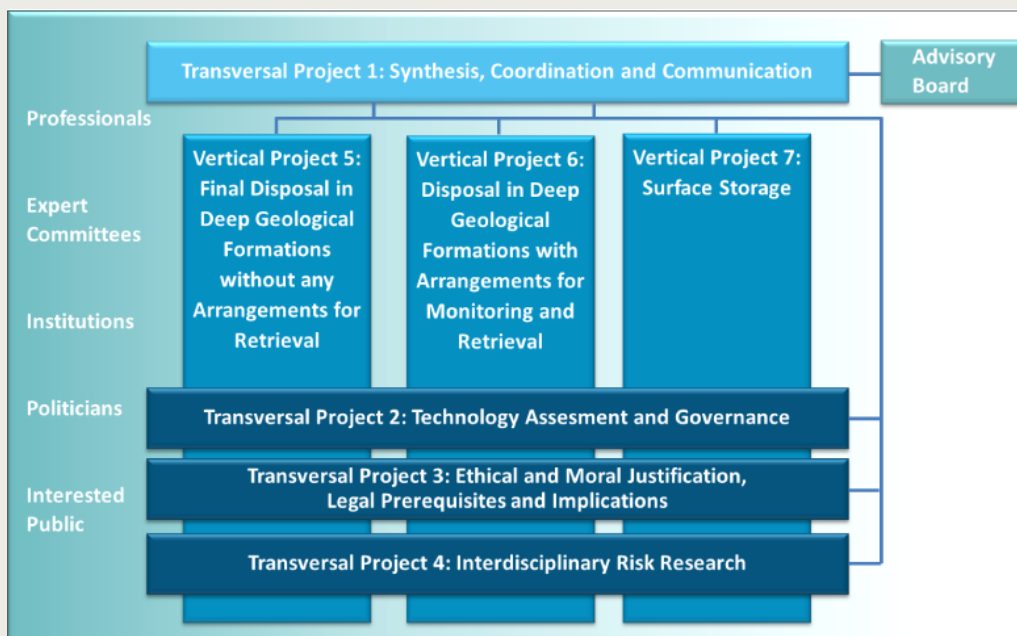 Transversal Project 1: Synthesis, Coordination and Communication
Advisory
Board
Professionals
Expert
Committees
Institutions
Politicians
Interested
Public
Vertical Project 5:
Final Disposal in
Deep Geological
Formations
without any
Arrangements for
Retrieval
Vertical Project 6:
Disposal in Deep
Geological
Formations with
Arrangements for
Monitoring and
Retrieval
Vertical Project 7:
Surface Storage
Transversal Project 2: Technology Assesment and Governance
Transversal Project 3: Ethical and Moral Justification,
Legal Prerequisites and Implications
Transversal Project 4: Interdisciplinary Risk Research